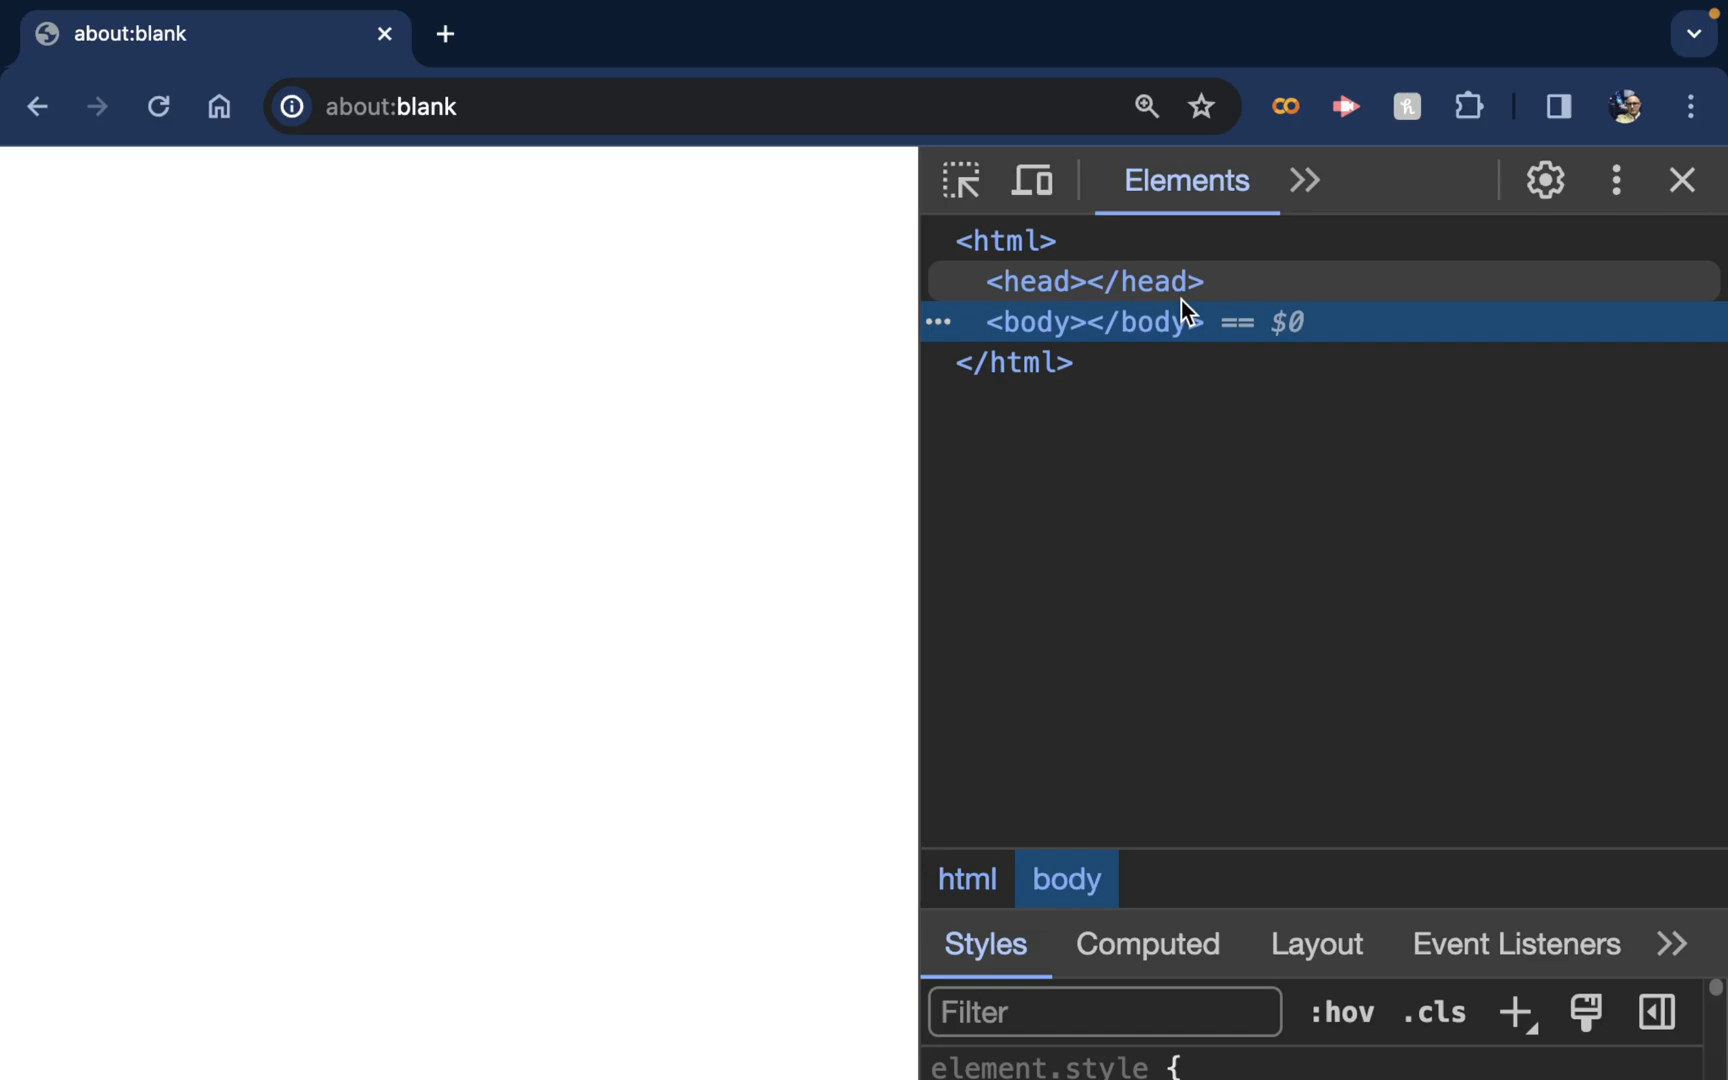 about:blank
about:blank
Elements
<html>
<head></head>
<body></body> == $0
</html>
html body
Styles Computed Layout Event Listeners
Filter :hov .cls
element.style {